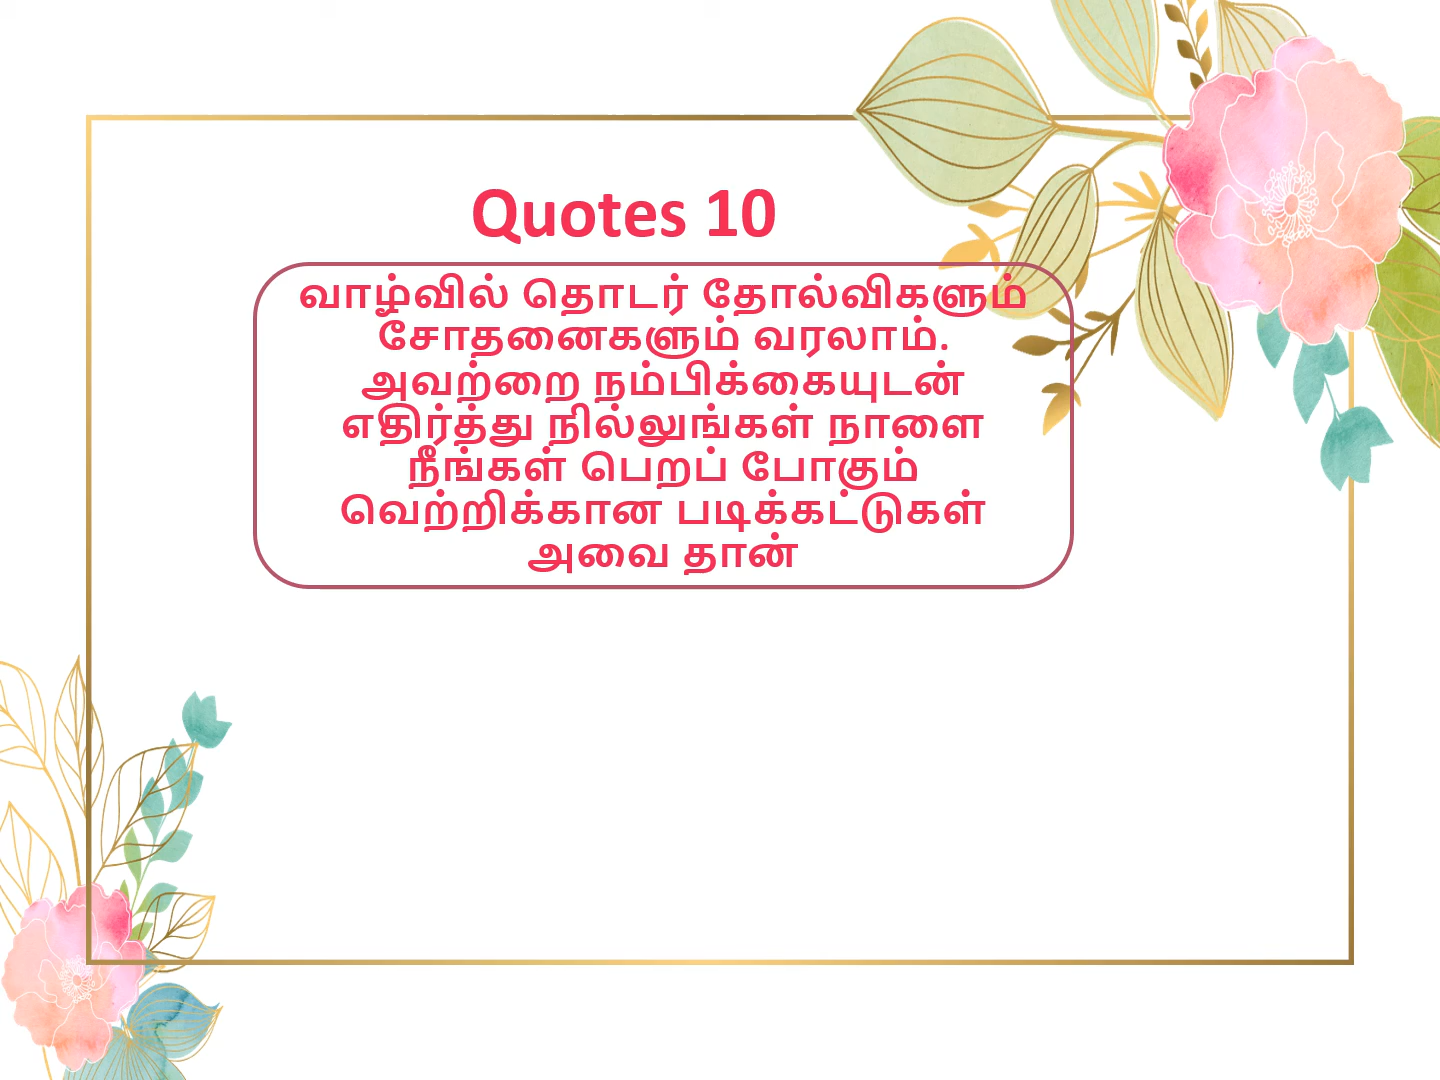 Quotes 10
வாழ்வில் தொடர் தோல்விகளும்
சோதனைகளும் வரலாம்.
அவற்றை நம்பிக்கையுடன்
எதிர்த்து நில்லுங்கள் நாளை
நீங்கள் பெறப் போகும்
வெற்றிக்கான படிக்கட்டுகள்
அவை தான்